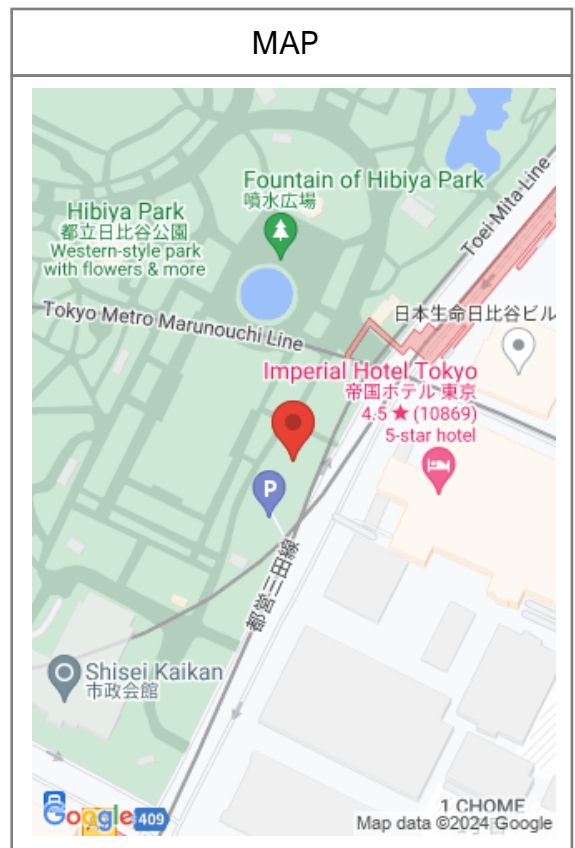 MAP
Fountain of Hibiya Park
噴水広場
Hibiya Park
都立日比谷公園
Western-style park
with flowers & more
Toei Mita Line
Tokyo Metro Marunouchi Line
日本生命日比谷ビル
Imperial Hotel Tokyo
帝国ホテル 東京
4.5 ★ (10869)
5-star hotel
P
都営三田線
Shisei Kaikan
市政会館
Google
409
1 CHOME
Map data ©2024 Google